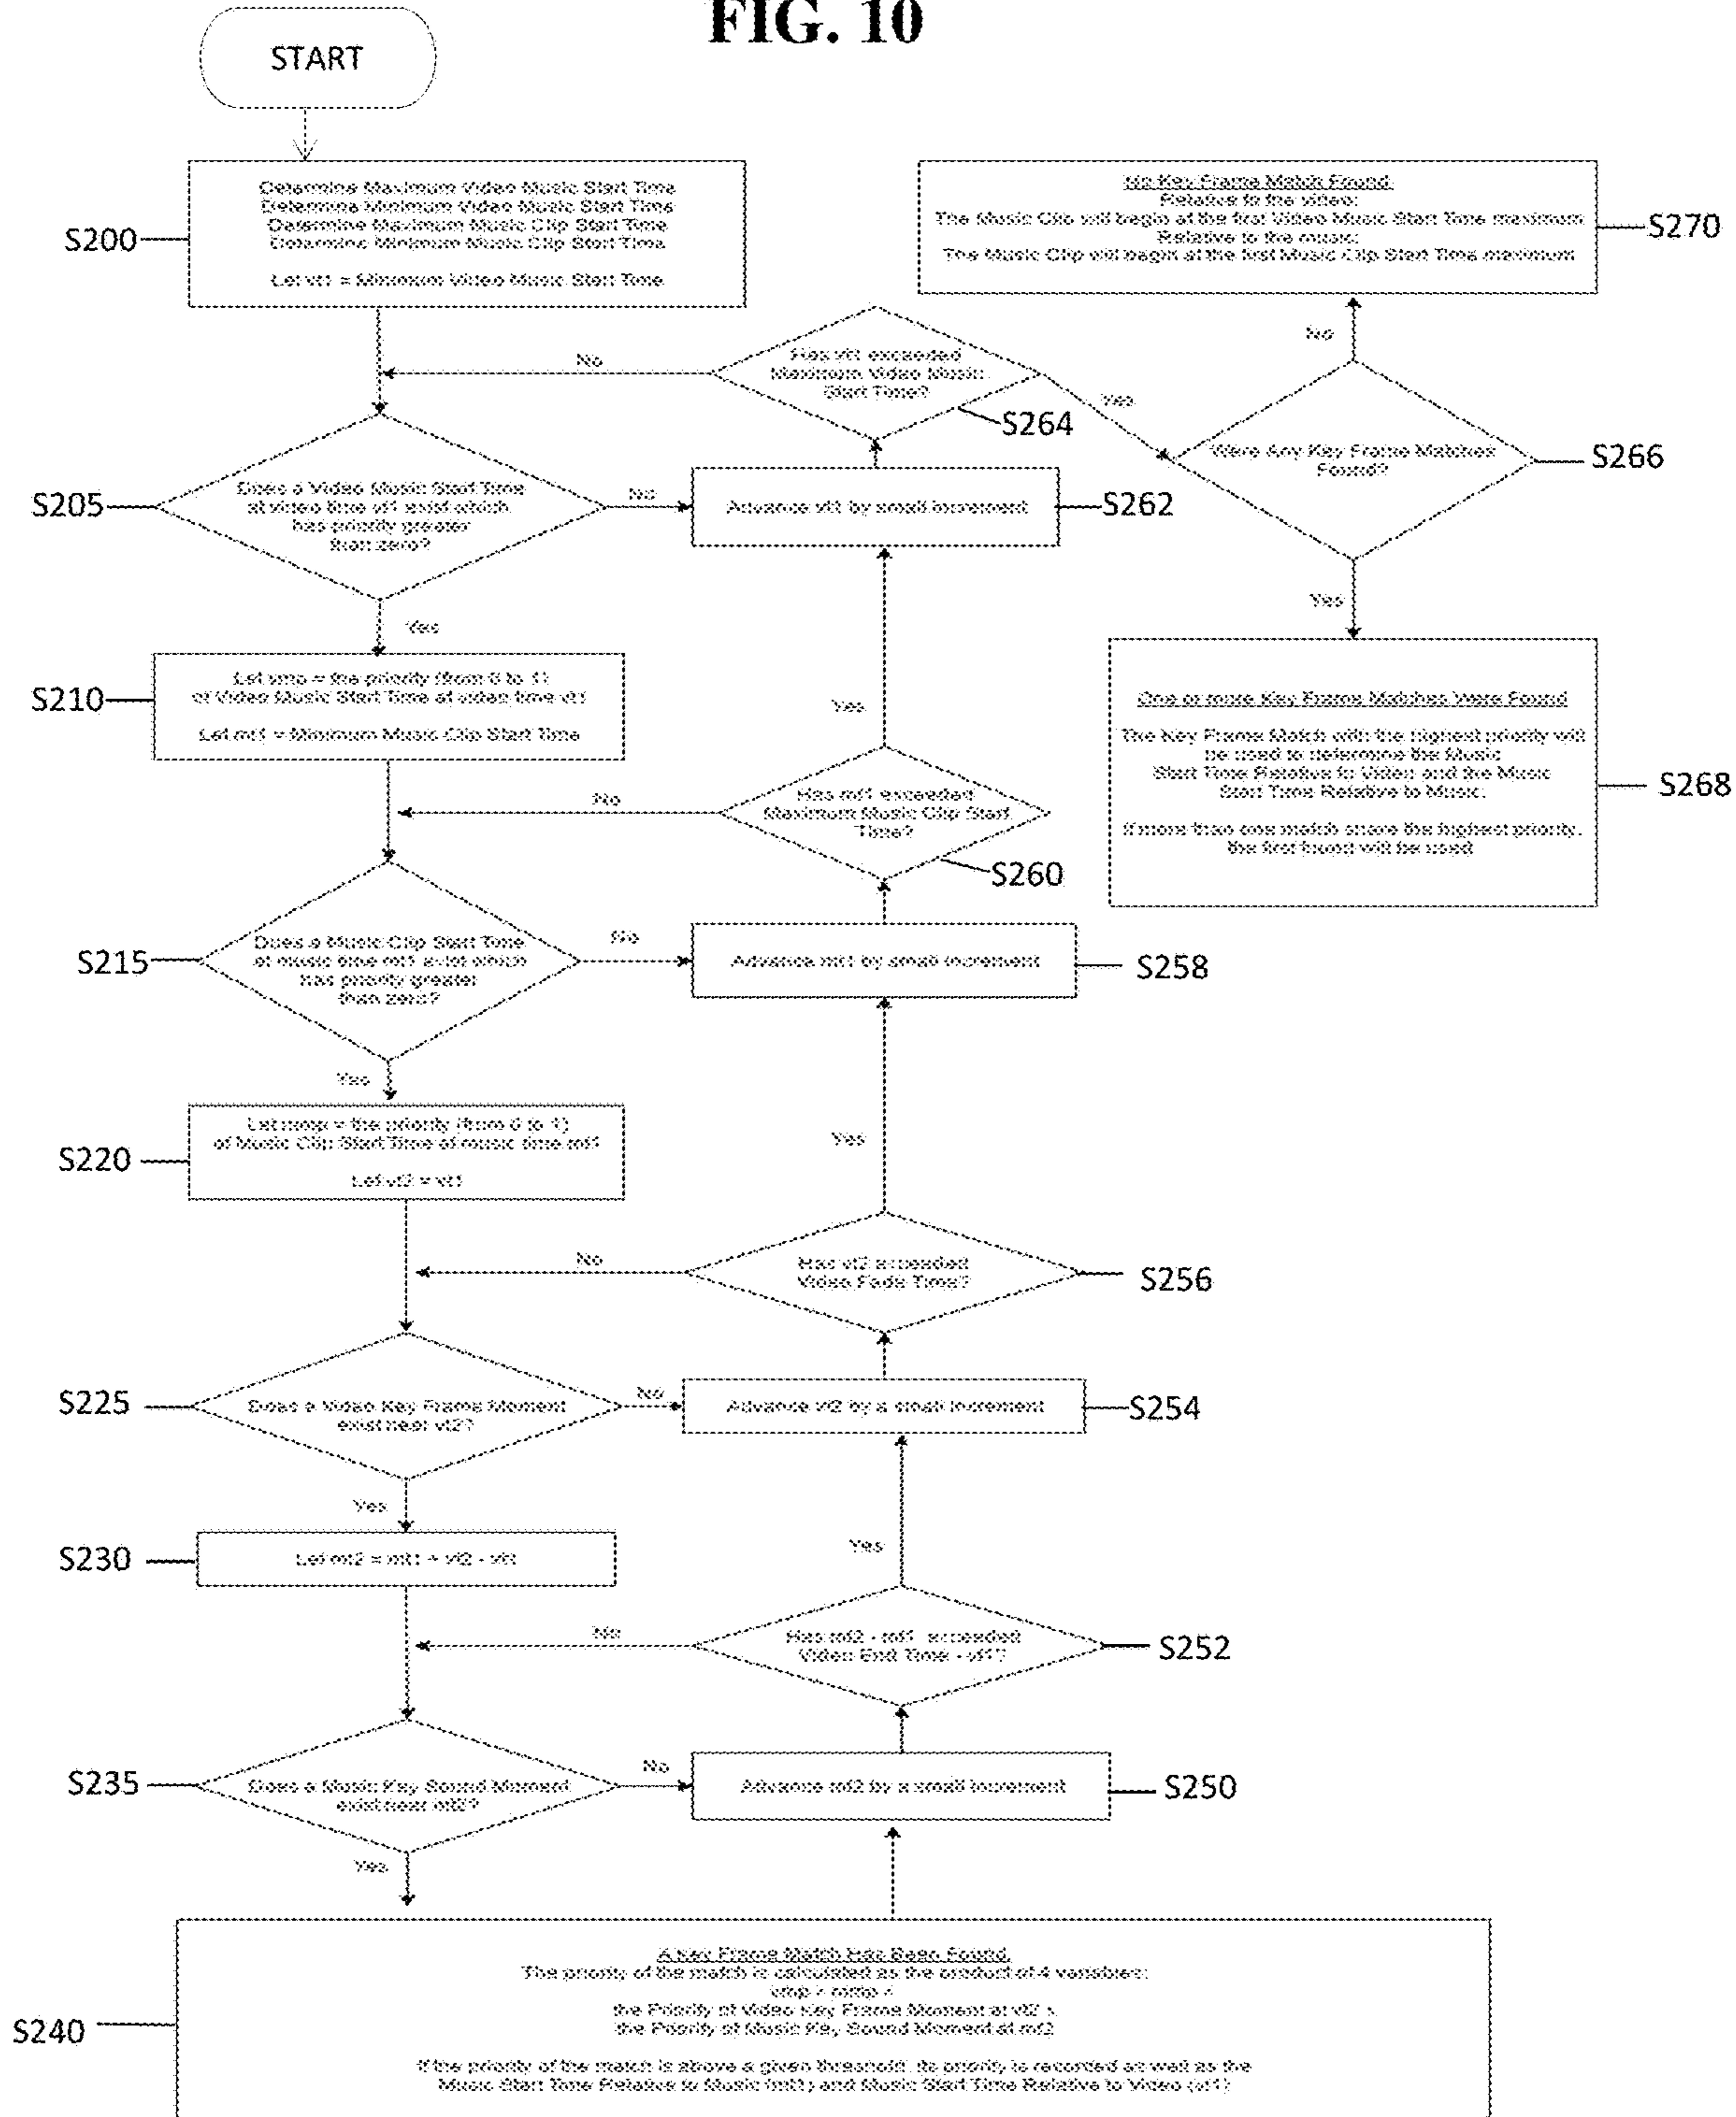 FIG. 10
START
S200
Determine Maximum Video Music Start Time
Determine Minimum Video Music Start Time
Determine Maximum Music Clip Start Time
Determine Minimum Music Clip Start Time
Let vt1 = Minimum Video Music Start Time
No Key Frame Match Found
Relative to the video:
The Music Clip will begin at the first Video Music Start Time maximum
Relative to the music:
The Music Clip will begin at the first Music Clip Start Time maximum
S270
No
Has vt1 exceeded
Maximum Video Music
Start Time?
S264
Yes
No
Were Any Key Frame Matches
Found?
S266
S205
Does a Video Music Start Time
at video time vt1 exist which
has priority greater
than zero?
No
Advance vt1 by small increment
S262
Yes
Yes
S210
Let vmp = the priority (from 0 to 1)
of Video Music Start Time at video time vt1
Let mt1 = Minimum Music Clip Start Time
Yes
One or more Key Frame Matches Were Found
The Key Frame Match with the highest priority will
be used to determine the Music
Start Time Relative to Video and the Music
Start Time Relative to Music.
If more than one match share the highest priority,
the first found will be used
S268
No
Has mt1 exceeded
Maximum Music Clip Start
Time?
S260
S215
Does a Music Clip Start Time
at music time mt1 exist which
has priority greater
than zero?
No
Advance mt1 by small increment
S258
Yes
S220
Let mmp = the priority (from 0 to 1)
of Music Clip Start Time of music time mt1
Let vt2 = vt1
Yes
No
Has vt2 exceeded
Video Fade Time?
S256
S225
Does a Video Key Frame Moment
exist near vt2?
No
Advance vt2 by a small increment
S254
Yes
S230
Let mt2 = mt1 + vt2 - vt1
Yes
No
Has mt2 - mt1 exceeded
Video End Time - vt1?
S252
S235
Does a Music Key Sound Moment
exist near mt2?
No
Advance mt2 by a small increment
S250
Yes
S240
A Key Frame Match Has Been Found.
The priority of the match is calculated as the product of 4 variables:
vmp x mmp x
the Priority of Video Key Frame Moment at vt2 x
the Priority of Music Key Sound Moment at mt2
If the priority of the match is above a given threshold, its priority is recorded as well as the
Music Start Time Relative to Music (mt1) and Music Start Time Relative to Video (vt1)